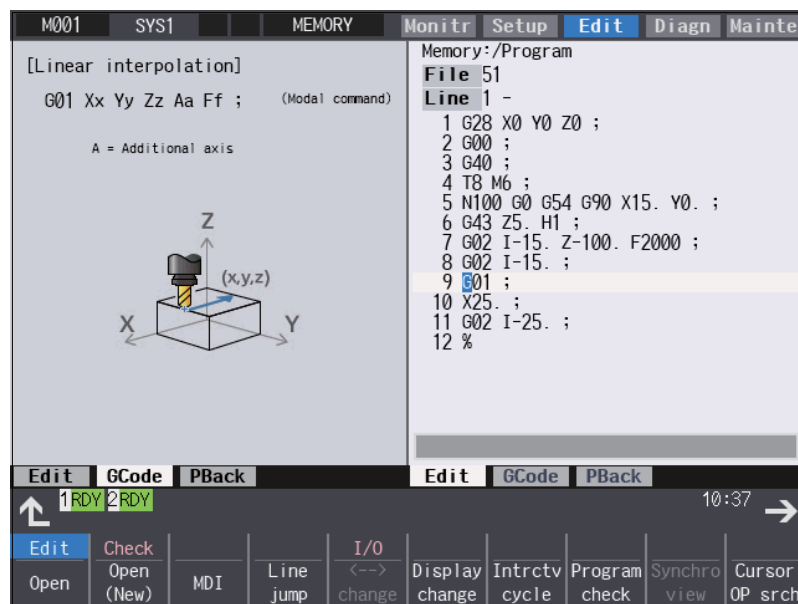 M001 SYS1 MEMORY Monitr Setup Edit Diagn Mainte
[Linear interpolation]
G01 Xx Yy Zz Aa Ff ; (Modal command)
A = Additional axis
Z
(x,y,z)
X
Y
Memory:/Program
File 51
Line 1 -
1 G28 X0 Y0 Z0 ;
2 G00 ;
3 G40 ;
4 T8 M6 ;
5 N100 G0 G54 G90 X15. Y0. ;
6 G43 Z5. H1 ;
7 G02 I-15. Z-100. F2000 ;
8 G02 I-15. ;
9 G01 ;
10 X25. ;
11 G02 I-25. ;
12 %
Edit GCode PBack
Edit GCode PBack
1 RDY 2 RDY 10:37
Edit Check I/O
Open
Open (New)
MDI
Line jump
<--> change
Display change
Intrctv cycle
Program check
Synchro view
Cursor OP srch